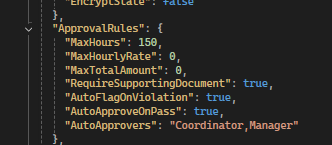 "EncryptState": false
},
"ApprovalRules": {
"MaxHours": 150,
"MaxHourlyRate": 0,
"MaxTotalAmount": 0,
"RequireSupportingDocument": true,
"AutoFlagOnViolation": true,
"AutoApproveOnPass": true,
"AutoApprovers": "Coordinator,Manager"
},